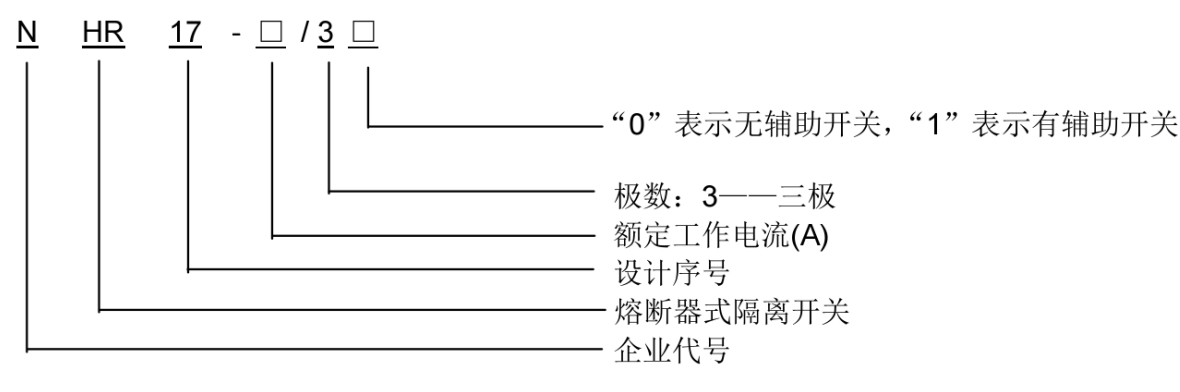 N HR 17 - □ / 3 □
“0”表示无辅助开关，“1”表示有辅助开关
极数：3——三极
额定工作电流(A)
设计序号
熔断器式隔离开关
企业代号